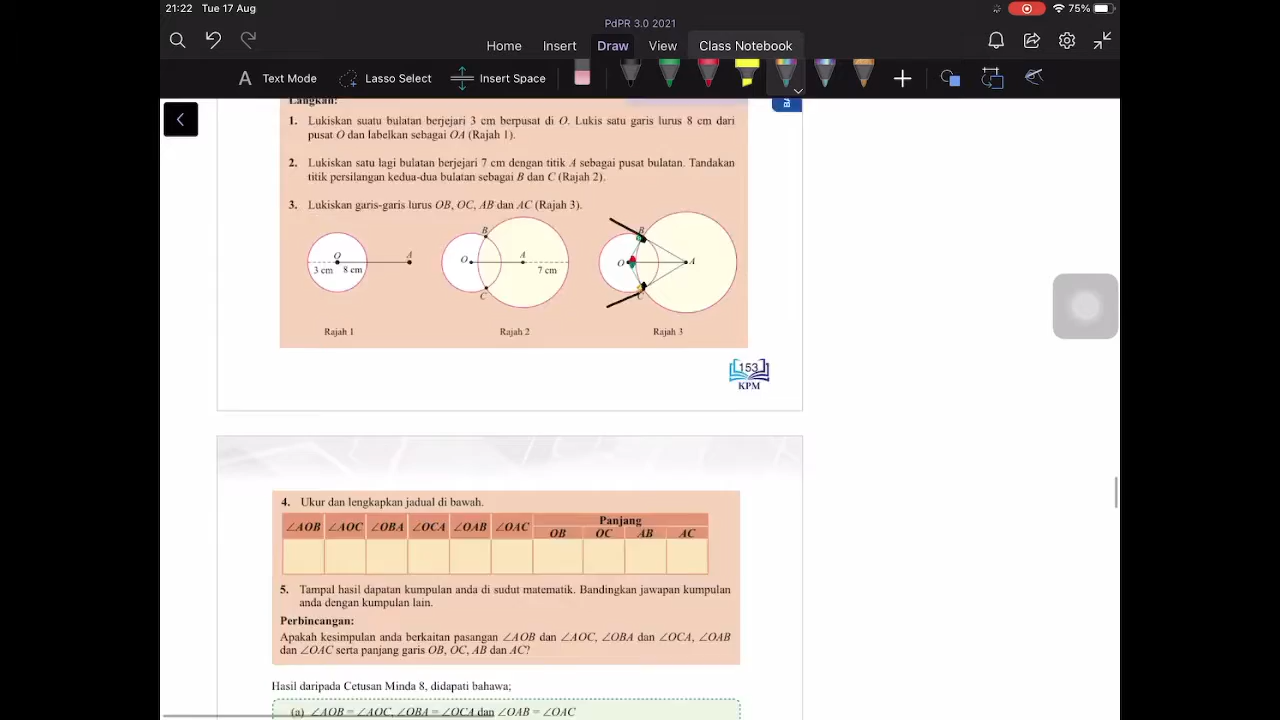 21:22 Tue 17 Aug
75%
PdPR 3.0 2021
Home Insert Draw View Class Notebook
A Text Mode Lasso Select Insert Space
Langkah:
1. Lukiskan suatu bulatan berjejari 3 cm berpusat di O. Lukis satu garis lurus 8 cm dari
pusat O dan labelkan sebagai OA (Rajah 1).
2. Lukiskan satu lagi bulatan berjejari 7 cm dengan titik A sebagai pusat bulatan. Tandakan
titik persilangan kedua-dua bulatan sebagai B dan C (Rajah 2).
3. Lukiskan garis-garis lurus OB, OC, AB dan AC (Rajah 3).
O A
3 cm 8 cm
B
O A
7 cm
C
B
O A
C
Rajah 1 Rajah 2 Rajah 3
153
KPM
4. Ukur dan lengkapkan jadual di bawah.
∠AOB ∠AOC ∠OBA ∠OCA ∠OAB ∠OAC Panjang
OB OC AB AC
5. Tampal hasil dapatan kumpulan anda di sudut matematik. Bandingkan jawapan kumpulan
anda dengan kumpulan lain.
Perbincangan:
Apakah kesimpulan anda berkaitan pasangan ∠AOB dan ∠AOC, ∠OBA dan ∠OCA, ∠OAB
dan ∠OAC serta panjang garis OB, OC, AB dan AC?
Hasil daripada Cetusan Minda 8, didapati bahawa;
(a) ∠AOB = ∠AOC, ∠OBA = ∠OCA dan ∠OAB = ∠OAC